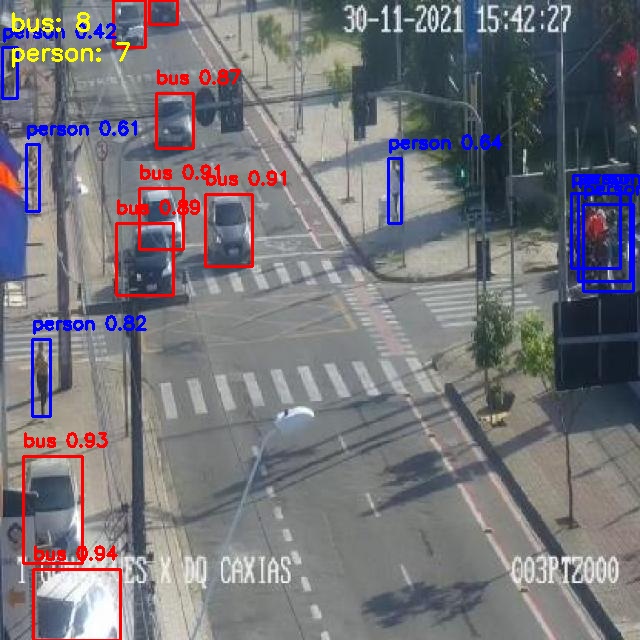 bus: 8
30-11-2021 15:42:27
person 0.42
person: 7
bus 0.87
person 0.61
person 0.64
bus 0.91
bus 0.91
bus 0.89
person 0.82
bus 0.93
bus 0.94
X DQ CAXIAS
003PTZ000